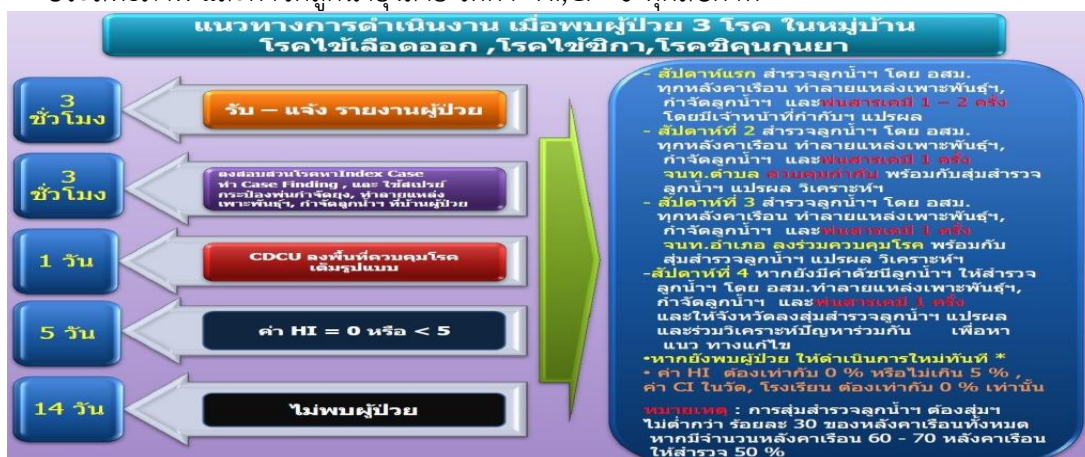 แนวทางการดำเนินงาน เมื่อพบผู้ป่วย 3 โรค ในหมู่บ้าน
โรคไข้เลือดออก ,โรคไข้ซิกา,โรคชิคุนกุนยา
3
ชั่วโมง
รับ – แจ้ง รายงานผู้ป่วย
3
ชั่วโมง
ลงสอบสวนโรคหาIndex Case
ทำ Case Finding , และ ใช้สเปรย์
กระป๋องพ่นกำจัดยุง, ทำลายแหล่ง
เพาะพันธุ์ฯ, กำจัดลูกน้ำฯ ที่บ้านผู้ป่วย
1 วัน
CDCU ลงพื้นที่ควบคุมโรค
เต็มรูปแบบ
5 วัน
ค่า HI = 0 หรือ < 5
14 วัน
ไม่พบผู้ป่วย
- สัปดาห์แรก สำรวจลูกน้ำฯ โดย อสม.
ทุกหลังคาเรือน ทำลายแหล่งเพาะพันธุ์ฯ,
กำจัดลูกน้ำฯ และพ่นสารเคมี 1 – 2 ครั้ง
โดยมีเจ้าหน้าที่กำกับฯ แปรผล
- สัปดาห์ที่ 2 สำรวจลูกน้ำฯ โดย อสม.
ทุกหลังคาเรือน ทำลายแหล่งเพาะพันธุ์ฯ,
กำจัดลูกน้ำฯ และพ่นสารเคมี 1 ครั้ง
จนท.ตำบล ควบคุมกำกับ พร้อมกับสุ่มสำรวจ
ลูกน้ำฯ แปรผล วิเคราะห์ฯ
- สัปดาห์ที่ 3 สำรวจลูกน้ำฯ โดย อสม.
ทุกหลังคาเรือน ทำลายแหล่งเพาะพันธุ์ฯ,
กำจัดลูกน้ำฯ และพ่นสารเคมี 1 ครั้ง
จนท.อำเภอ ลงร่วมควบคุมโรค พร้อมกับ
สุ่มสำรวจลูกน้ำฯ แปรผล วิเคราะห์ฯ
-สัปดาห์ที่ 4 หากยังมีค่าดัชนีลูกน้ำฯ ให้สำรวจ
ลูกน้ำฯ โดย อสม.ทำลายแหล่งเพาะพันธุ์ฯ,
กำจัดลูกน้ำฯ และพ่นสารเคมี 1 ครั้ง
และให้จังหวัดลงสุ่มสำรวจลูกน้ำฯ แปรผล
และร่วมวิเคราะห์ปัญหาร่วมกัน เพื่อหา
แนว ทางแก้ไข
•หากยังพบผู้ป่วย ให้ดำเนินการใหม่ทันที *
• ค่า HI ต้องเท่ากับ 0 % หรือไม่เกิน 5 % ,
ค่า CI ในวัด, โรงเรียน ต้องเท่ากับ 0 % เท่านั้น
หมายเหตุ : การสุ่มสำรวจลูกน้ำฯ ต้องสุ่มฯ
ไม่ต่ำกว่า ร้อยละ 30 ของหลังคาเรือนทั้งหมด
หากมีจำนวนหลังคาเรือน 60 - 70 หลังคาเรือน
ให้สำรวจ 50 %